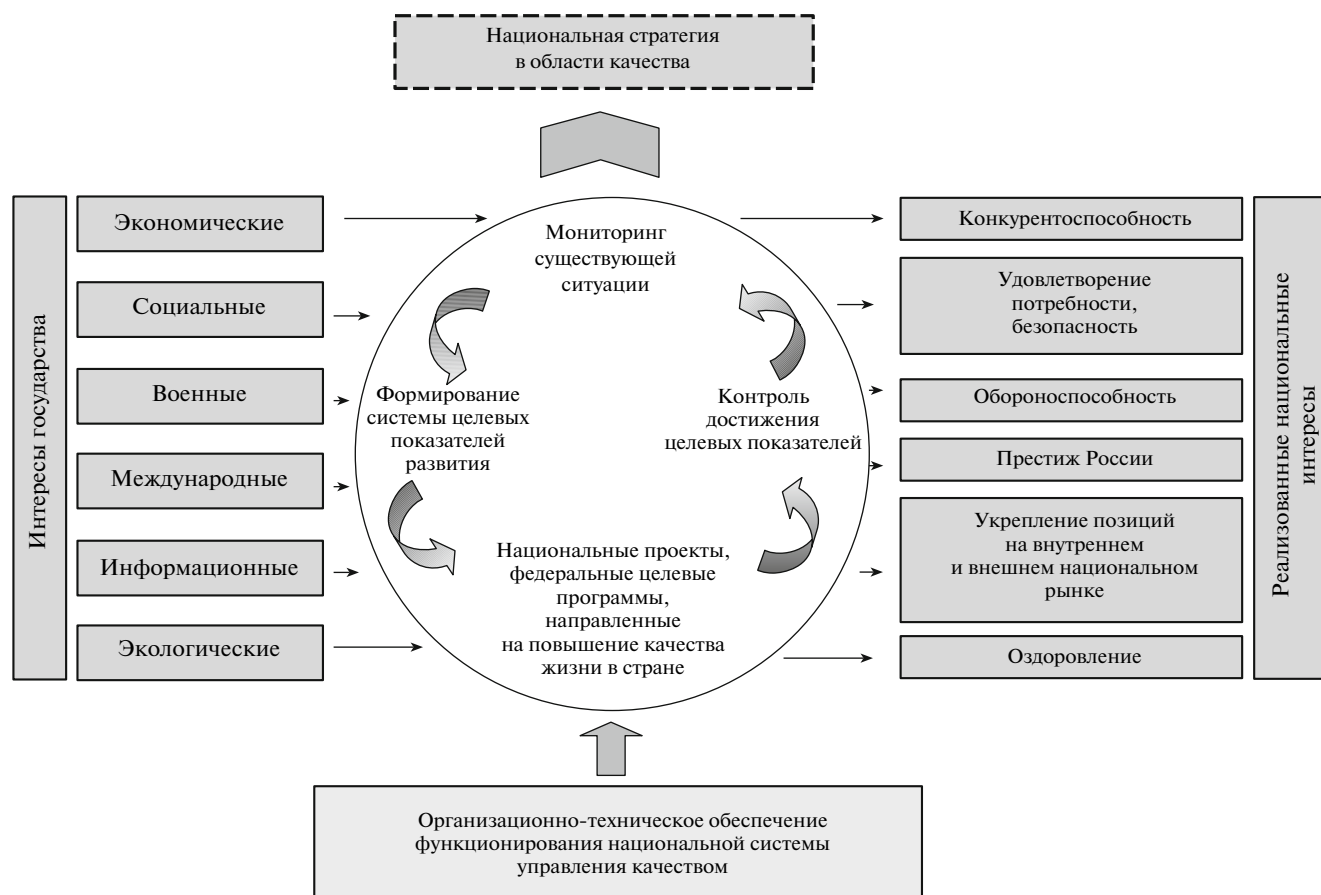 Национальная стратегия
в области качества
Интересы государства
Экономические
Социальные
Военные
Международные
Информационные
Экологические
Мониторинг
существующей
ситуации
Формирование
системы целевых
показателей
развития
Контроль
достижения
целевых показателей
Национальные проекты,
федеральные целевые
программы,
направленные
на повышение качества
жизни в стране
Конкурентоспособность
Удовлетворение
потребности,
безопасность
Обороноспособность
Престиж России
Укрепление позиций
на внутреннем
и внешнем национальном
рынке
Оздоровление
Реализованные национальные
интересы
Организационно-техническое обеспечение
функционирования национальной системы
управления качеством